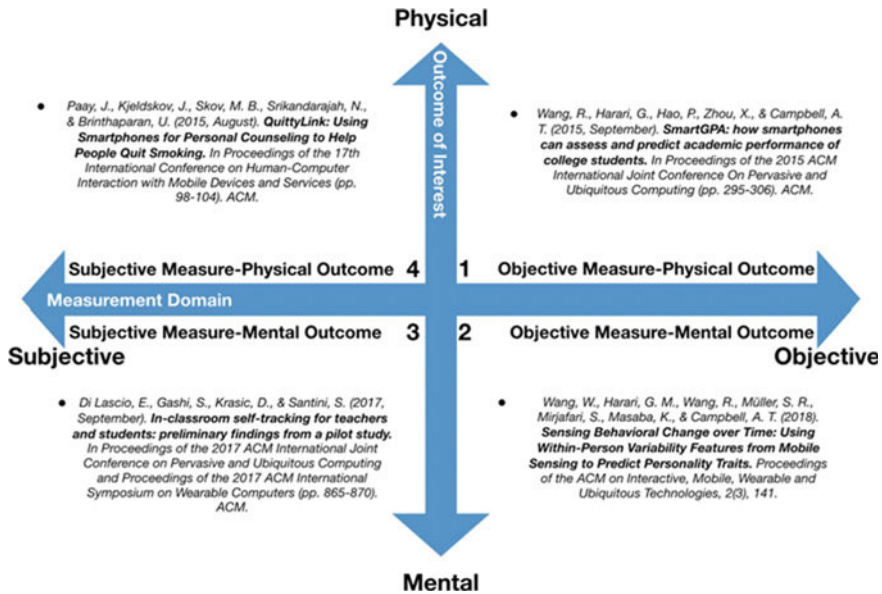 Physical
Outcome of Interest
• Paay, J., Kjeldskov, J., Skov, M. B., Srikandarajah, N.,
& Brinthaparan, U. (2015, August). QuittyLink: Using
Smartphones for Personal Counseling to Help
People Quit Smoking. In Proceedings of the 17th
International Conference on Human-Computer
Interaction with Mobile Devices and Services (pp.
98-104). ACM.
• Wang, R., Harari, G., Hao, P., Zhou, X., & Campbell, A.
T. (2015, September). SmartGPA: how smartphones
can assess and predict academic performance of
college students. In Proceedings of the 2015 ACM
International Joint Conference On Pervasive and
Ubiquitous Computing (pp. 295-306). ACM.
Subjective Measure-Physical Outcome 4
1 Objective Measure-Physical Outcome
Measurement Domain
Subjective Measure-Mental Outcome 3
2 Objective Measure-Mental Outcome
Subjective
Objective
• Di Lascio, E., Gashi, S., Krasic, D., & Santini, S. (2017,
September). In-classroom self-tracking for teachers
and students: preliminary findings from a pilot study.
In Proceedings of the 2017 ACM International Joint
Conference on Pervasive and Ubiquitous Computing
and Proceedings of the 2017 ACM International
Symposium on Wearable Computers (pp. 865-870).
ACM.
• Wang, W., Harari, G. M., Wang, R., Müller, S. R.,
Mirjafari, S., Masaba, K., & Campbell, A. T. (2018).
Sensing Behavioral Change over Time: Using
Within-Person Variability Features from Mobile
Sensing to Predict Personality Traits. Proceedings
of the ACM on Interactive, Mobile, Wearable and
Ubiquitous Technologies, 2(3), 141.
Mental